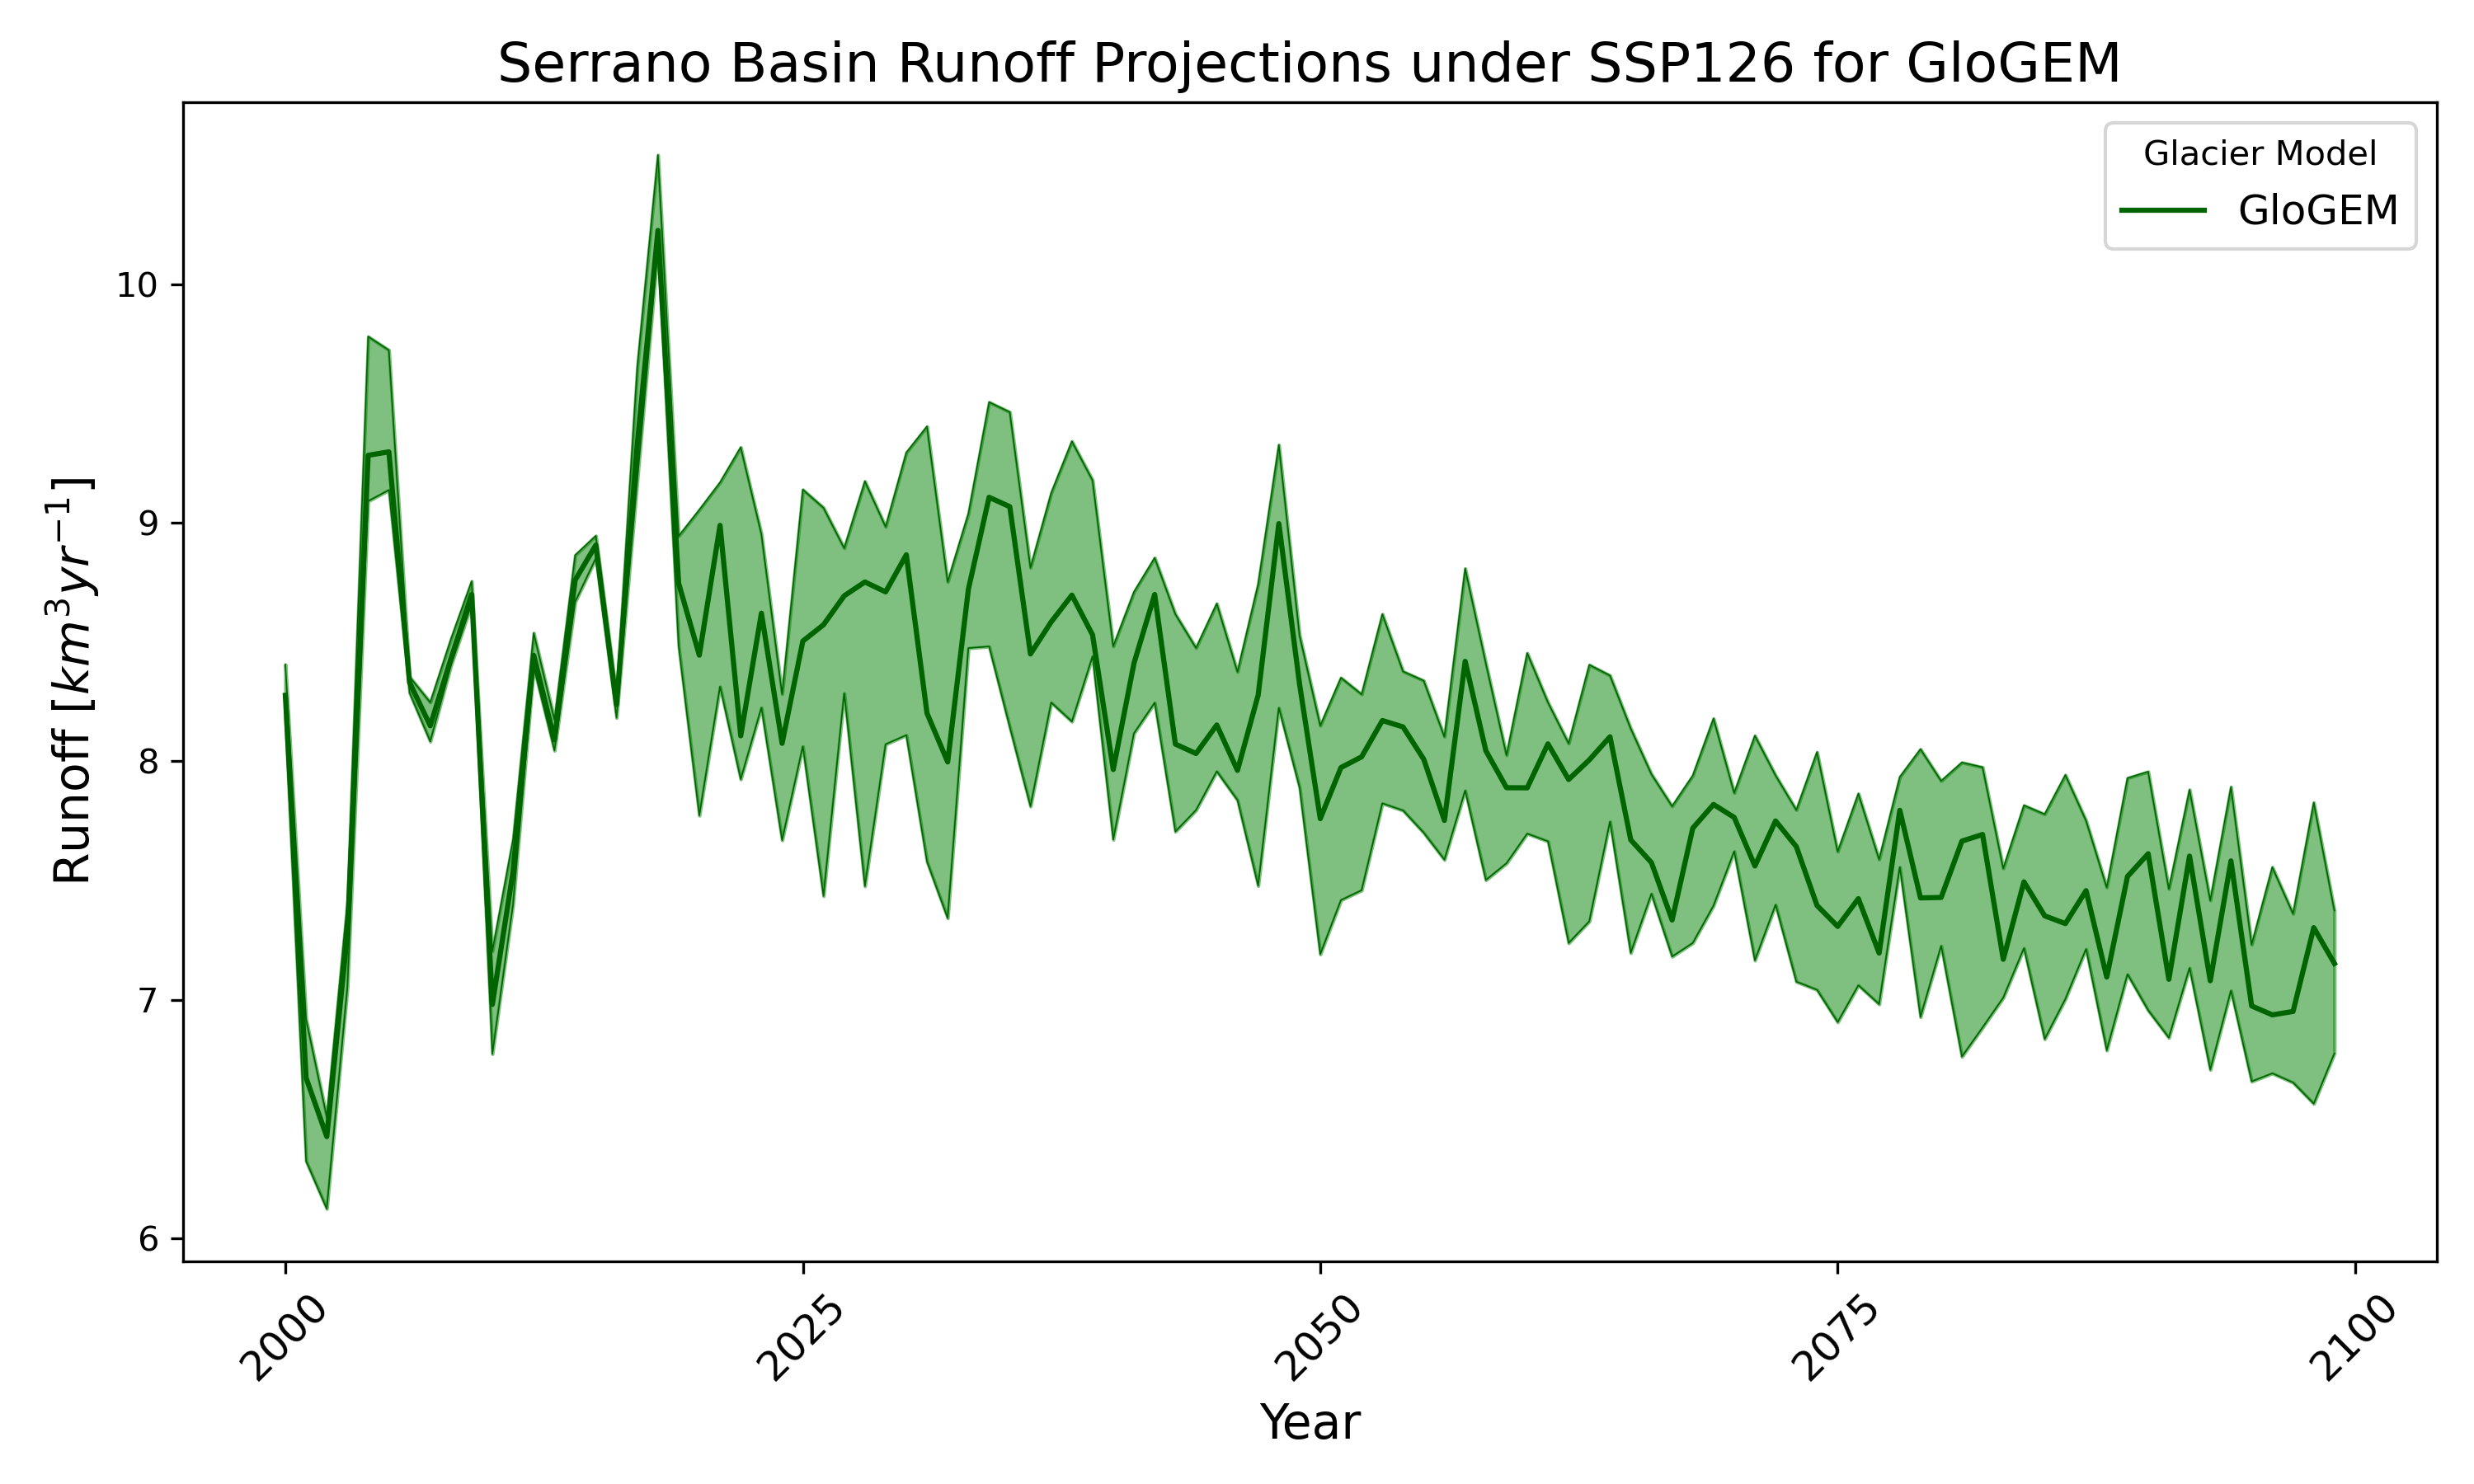 Serrano Basin Runoff Projections under SSP126 for GloGEM
Glacier Model
GloGEM
Runoff [km³yr⁻¹]
10
9
8
7
6
2000
2025
2050
2075
2100
Year